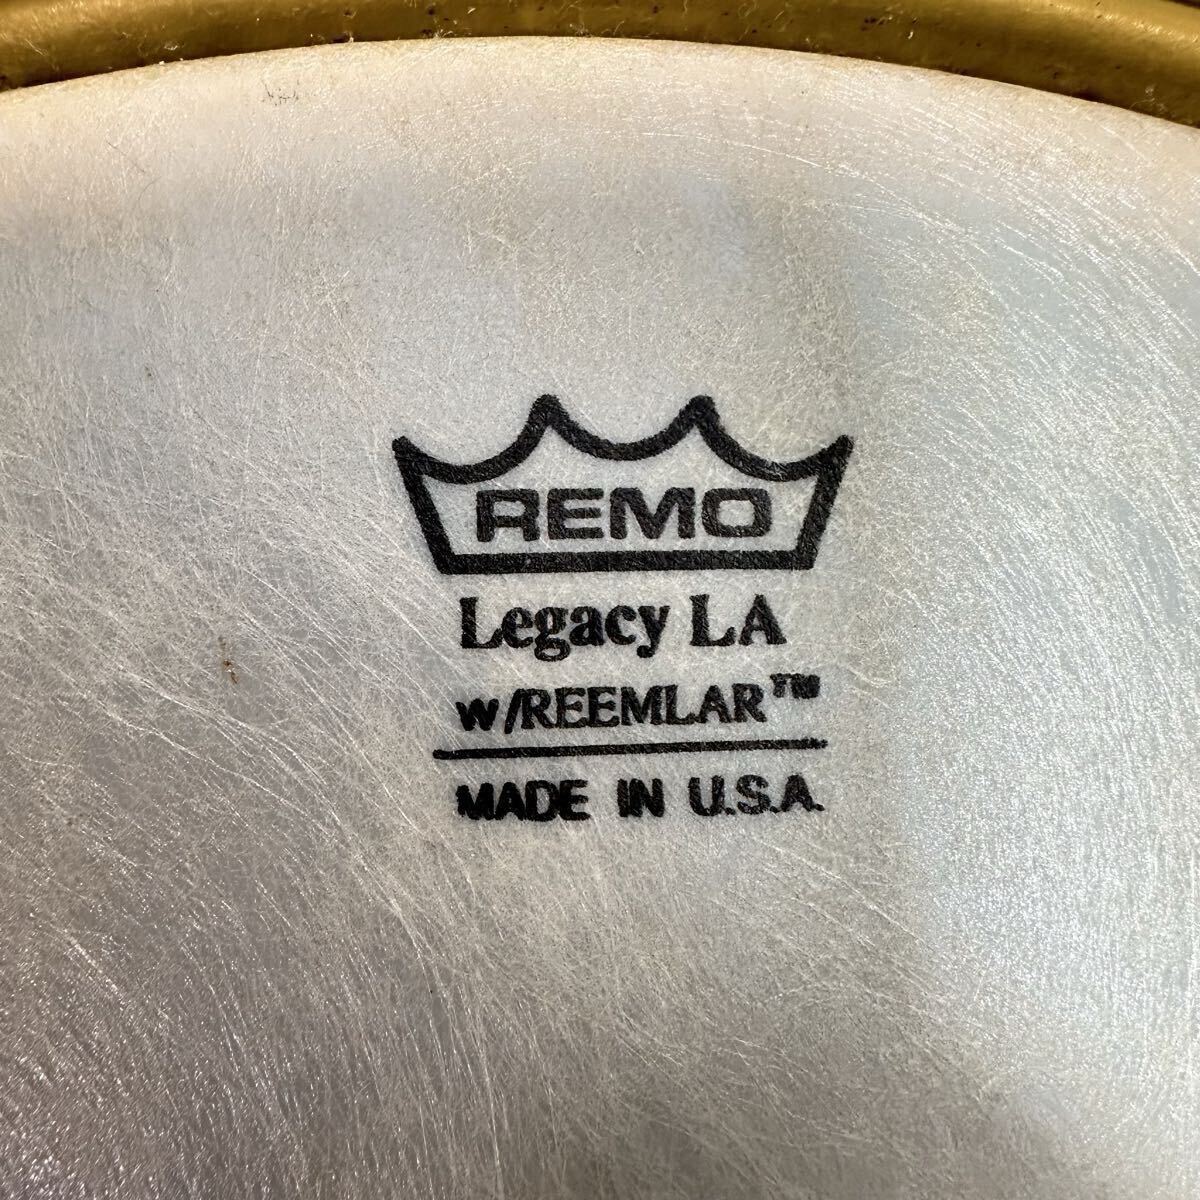 REMO
Legacy LA
w/REEMLAR™
MADE IN U.S.A.